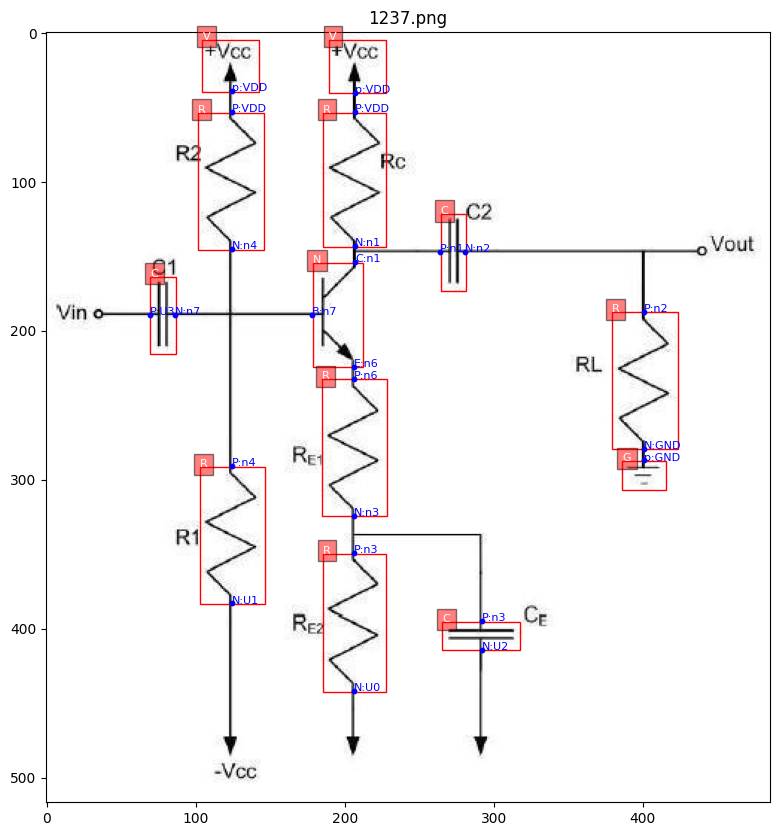 1237.png
V
V
+Vcc
+Vcc
p:VDD
p:VDD
R
P:VDD
R
P:VDD
R2
Rc
C
C2
N:n4
N:n1
P:n1
N:n2
Vout
N
C:n1
C
C1
Vin
P:U3
N:n7
B:n7
R
P:n2
RL
E:n6
R
P:n6
N:GND
G
p:GND
R
P:n4
RE1
N:n3
R1
R
P:n3
N:U1
C
P:n3
CE
RE2
N:U2
N:U0
-Vcc
0
100
200
300
400
500
0
100
200
300
400